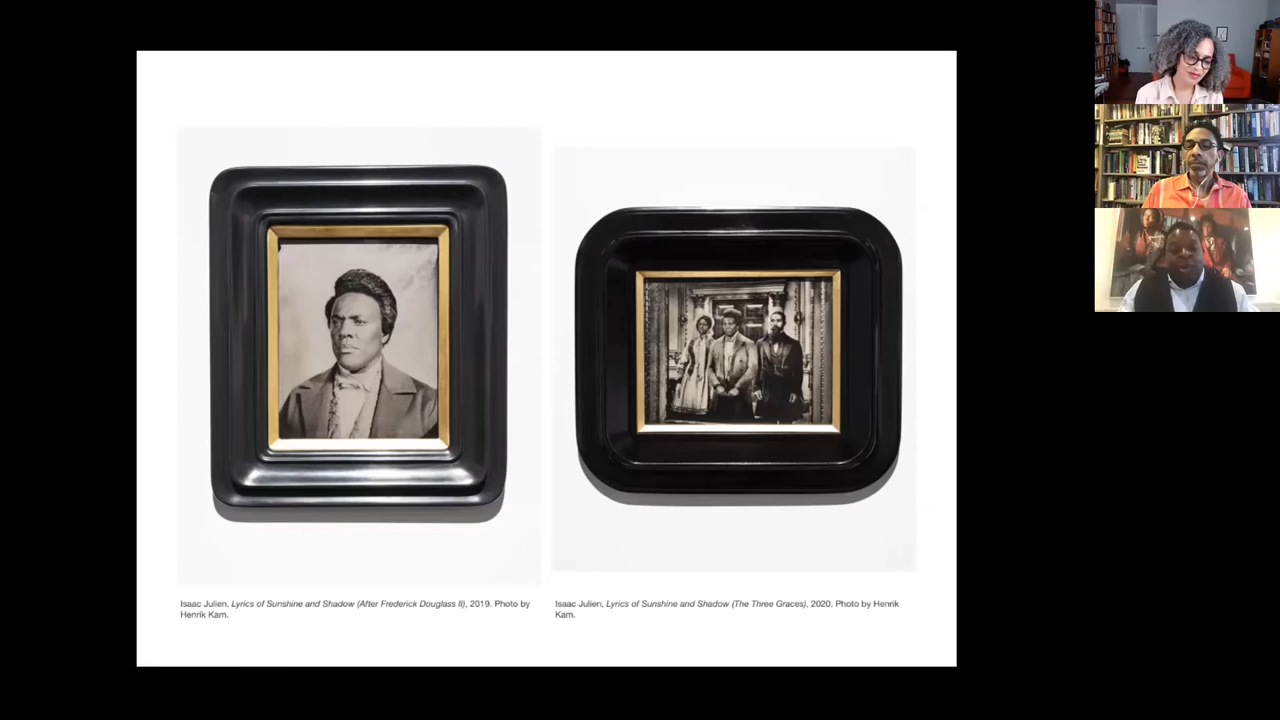 Isaac Julien, Lyrics of Sunshine and Shadow (After Frederick Douglass II), 2019. Photo by
Henrik Kam.
Isaac Julien, Lyrics of Sunshine and Shadow (The Three Graces), 2020. Photo by Henrik
Kam.